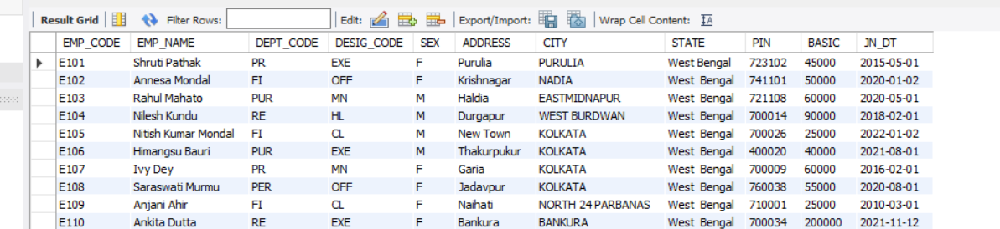 Result Grid Filter Rows: Edit: Export/Import: Wrap Cell Content: IA
EMP_CODE EMP_NAME DEPT_CODE DESIG_CODE SEX ADDRESS CITY STATE PIN BASIC JN_DT
E101 Shruti Pathak PR EXE F Purulia PURULIA West Bengal 723102 45000 2015-05-01
E102 Annesa Mondal FI OFF F Krishnagar NADIA West Bengal 741101 50000 2020-01-02
E103 Rahul Mahato PUR MN M Haldia EASTMIDNAPUR West Bengal 721108 60000 2020-05-01
E104 Nilesh Kundu RE HL M Durgapur WEST BURDWAN West Bengal 700014 90000 2018-02-01
E105 Nitish Kumar Mondal FI CL M New Town KOLKATA West Bengal 700026 25000 2022-01-02
E106 Himangsu Bauri PUR EXE M Thakurpukur KOLKATA West Bengal 400020 40000 2021-08-01
E107 Ivy Dey PR MN F Garia KOLKATA West Bengal 700009 60000 2016-02-01
E108 Saraswati Murmu PER OFF F Jadavpur KOLKATA West Bengal 760038 55000 2020-08-01
E109 Anjani Ahir FI CL F Naihati NORTH 24 PARBANAS West Bengal 710001 25000 2010-03-01
E110 Ankita Dutta RE EXE F Bankura BANKURA West Bengal 700034 200000 2021-11-12